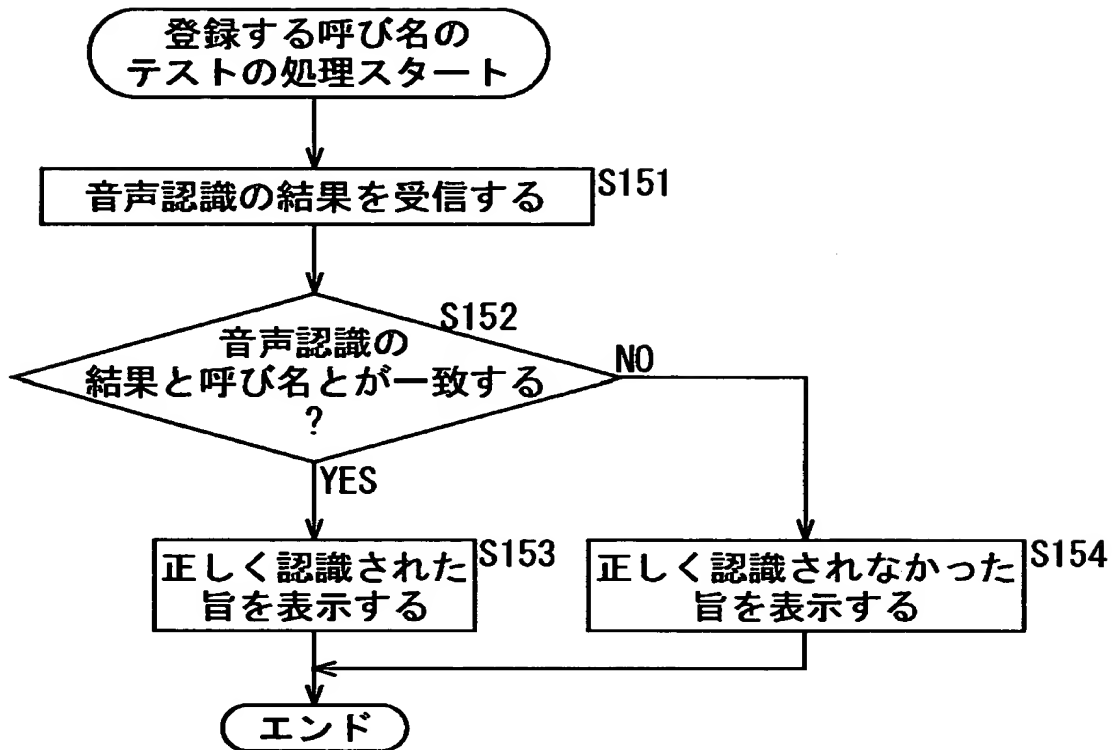 登録する呼び名の
テストの処理スタート
音声認識の結果を受信する
S151
S152
音声認識の
結果と呼び名とが一致する
?
NO
YES
正しく認識された
旨を表示する
S153
正しく認識されなかった
旨を表示する
S154
エンド